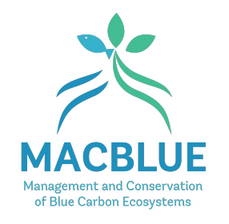 MACBLUE
Management and Conservation
of Blue Carbon Ecosystems